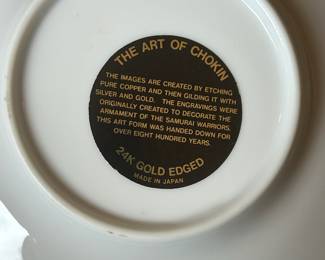 THE ART OF CHOKIN
THE IMAGES ARE CREATED BY ETCHING
PURE COPPER AND THEN GILDING IT WITH
SILVER AND GOLD. THE ENGRAVINGS WERE
ORIGINALLY CREATED TO DECORATE THE
ARMAMENT OF THE SAMURAI WARRIORS.
THIS ART FORM WAS HANDED DOWN FOR
OVER EIGHT HUNDRED YEARS.
24K GOLD EDGED
MADE IN JAPAN